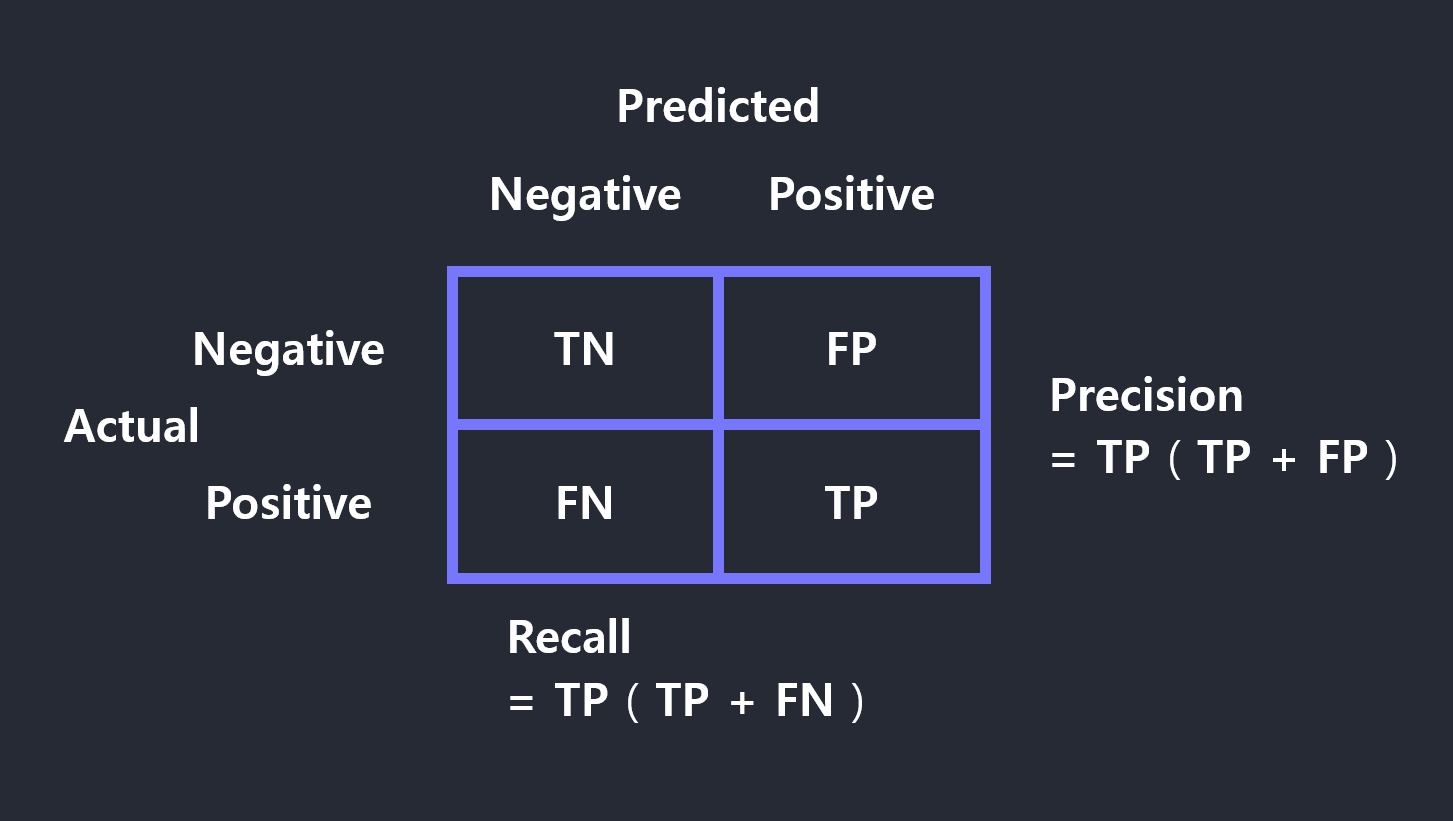 Predicted
Negative Positive
Negative TN FP
Precision
Actual
= TP ( TP + FP )
Positive FN TP
Recall
= TP ( TP + FN )